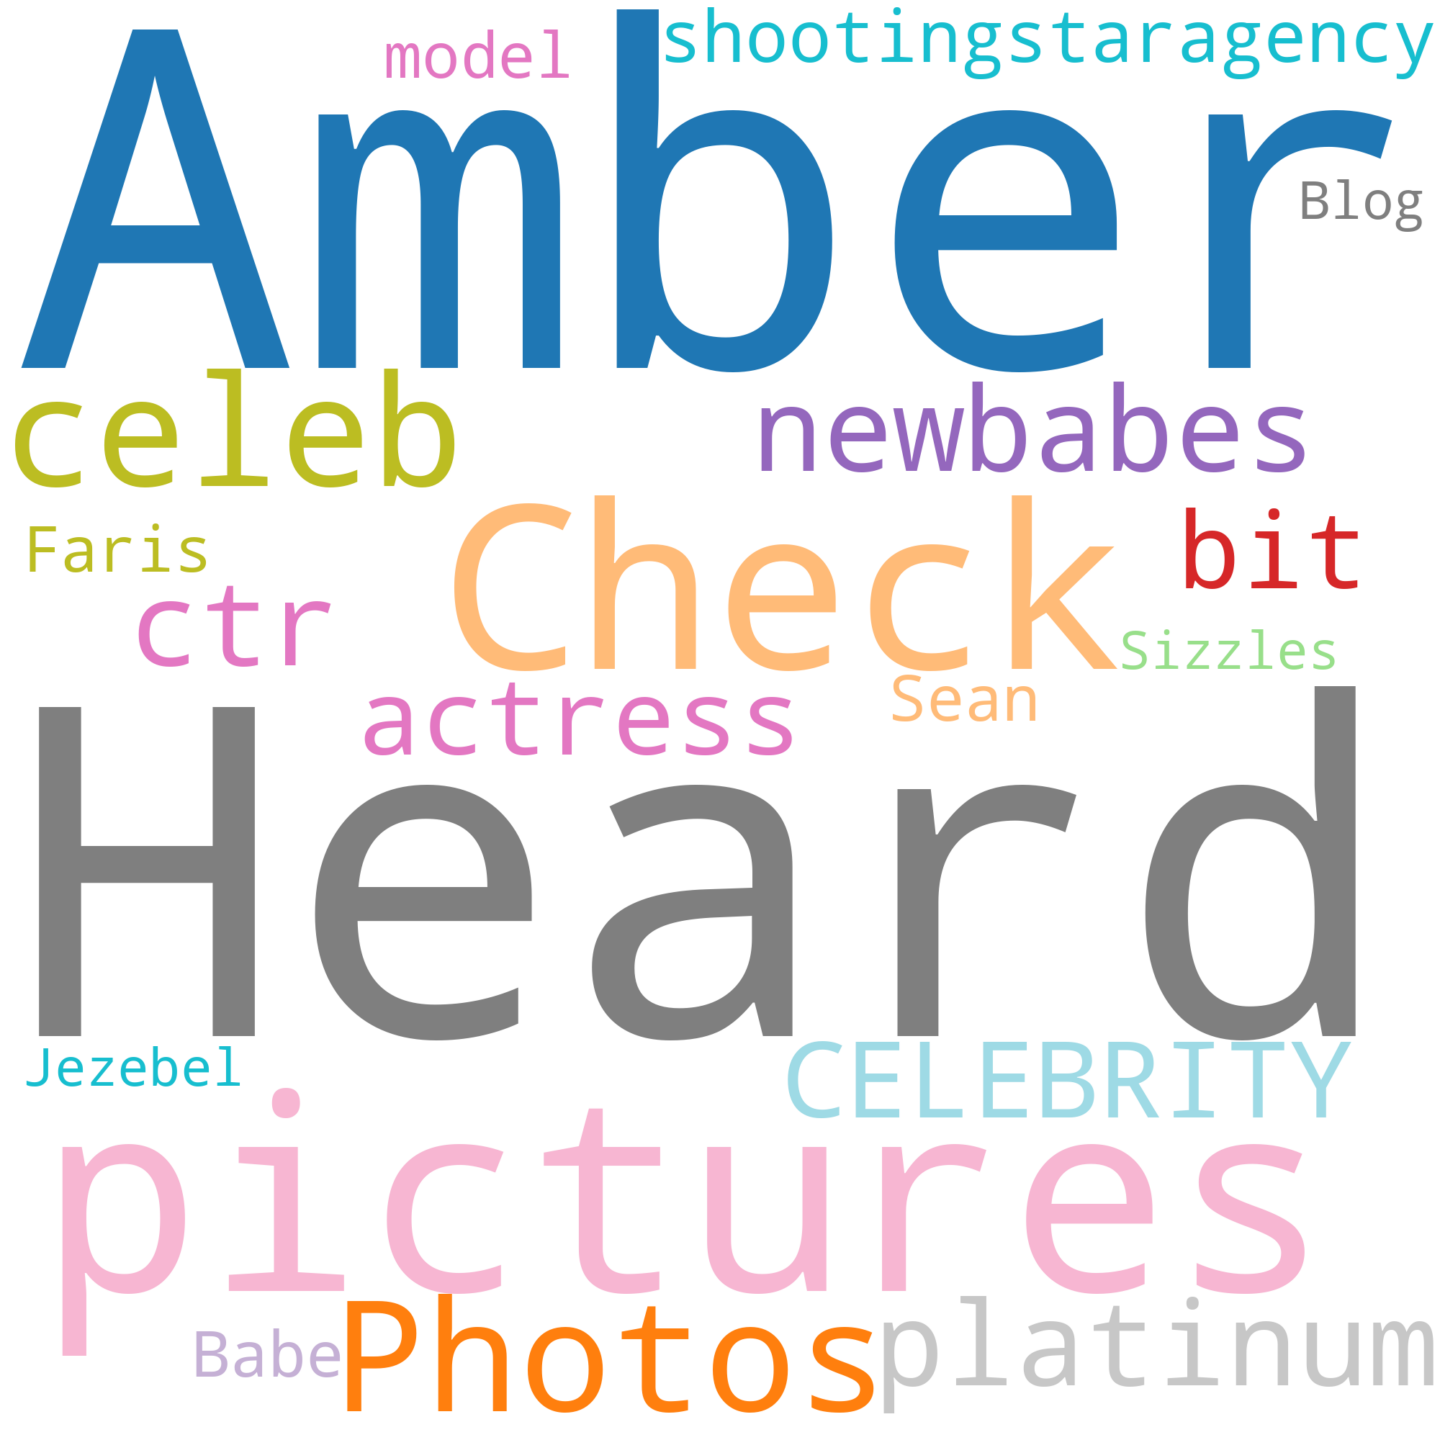 shootingstaragency
model
Amber
Blog
celeb
newbabes
Check
Faris
bit
ctr
Sizzles
Sean
actress
Heard
Jezebel
CELEBRITY
pictures
Photos
platinum
Babe